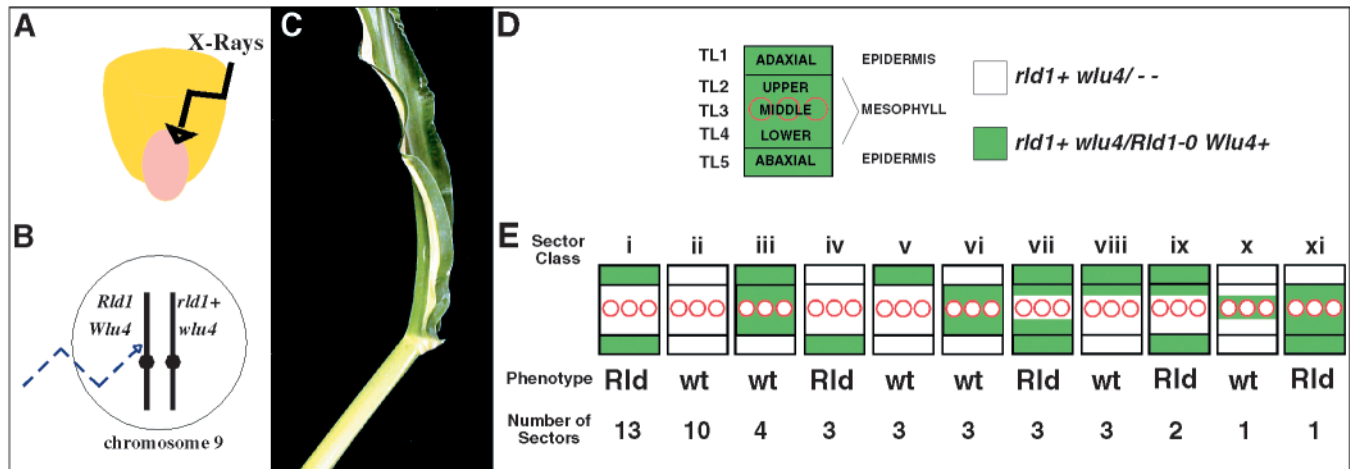 A
X-Rays
B
Rld1
rld1+
Wlu4
wlu4
chromosome 9
C
D
TL1
ADAXIAL
EPIDERMIS
TL2
UPPER
TL3
MIDDLE
MESOPHYLL
TL4
LOWER
TL5
ABAXIAL
EPIDERMIS
rld1+ wlu4/ - -
rld1+ wlu4/Rld1-0 Wlu4+
E
Sector
Class
i ii iii iv v vi vii viii ix x xi
Phenotype Rld wt wt Rld wt wt Rld wt Rld wt Rld
Number of
Sectors
13 10 4 3 3 3 3 3 2 1 1